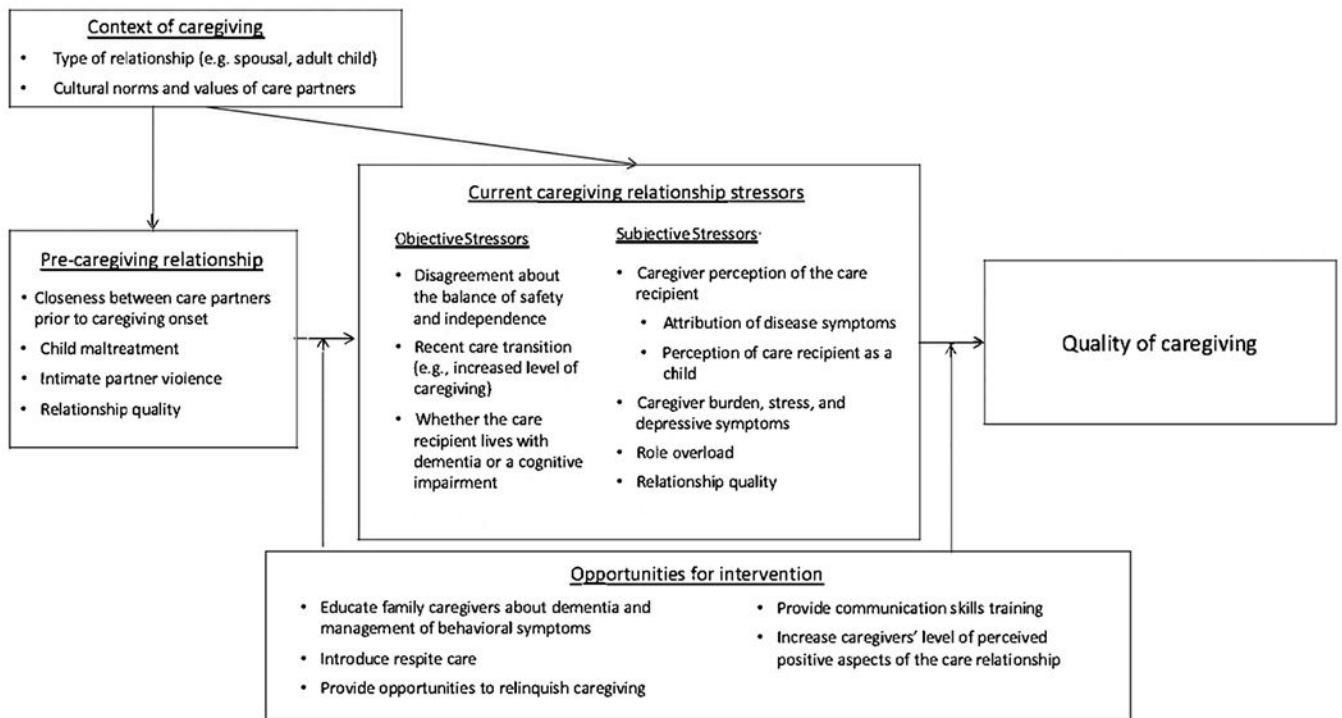 Context of caregiving
• Type of relationship (e.g. spousal, adult child)
• Cultural norms and values of care partners
Pre-caregiving relationship
• Closeness between care partners
prior to caregiving onset
• Child maltreatment
• Intimate partner violence
• Relationship quality
Current caregiving relationship stressors
Objective Stressors
• Disagreement about
the balance of safety
and independence
• Recent care transition
(e.g., increased level of
caregiving)
• Whether the care
recipient lives with
dementia or a cognitive
impairment
Subjective Stressors
• Caregiver perception of the care
recipient
• Attribution of disease symptoms
• Perception of care recipient as a
child
• Caregiver burden, stress, and
depressive symptoms
• Role overload
• Relationship quality
Quality of caregiving
Opportunities for intervention
• Educate family caregivers about dementia and
management of behavioral symptoms
• Introduce respite care
• Provide opportunities to relinquish caregiving
• Provide communication skills training
• Increase caregivers' level of perceived
positive aspects of the care relationship